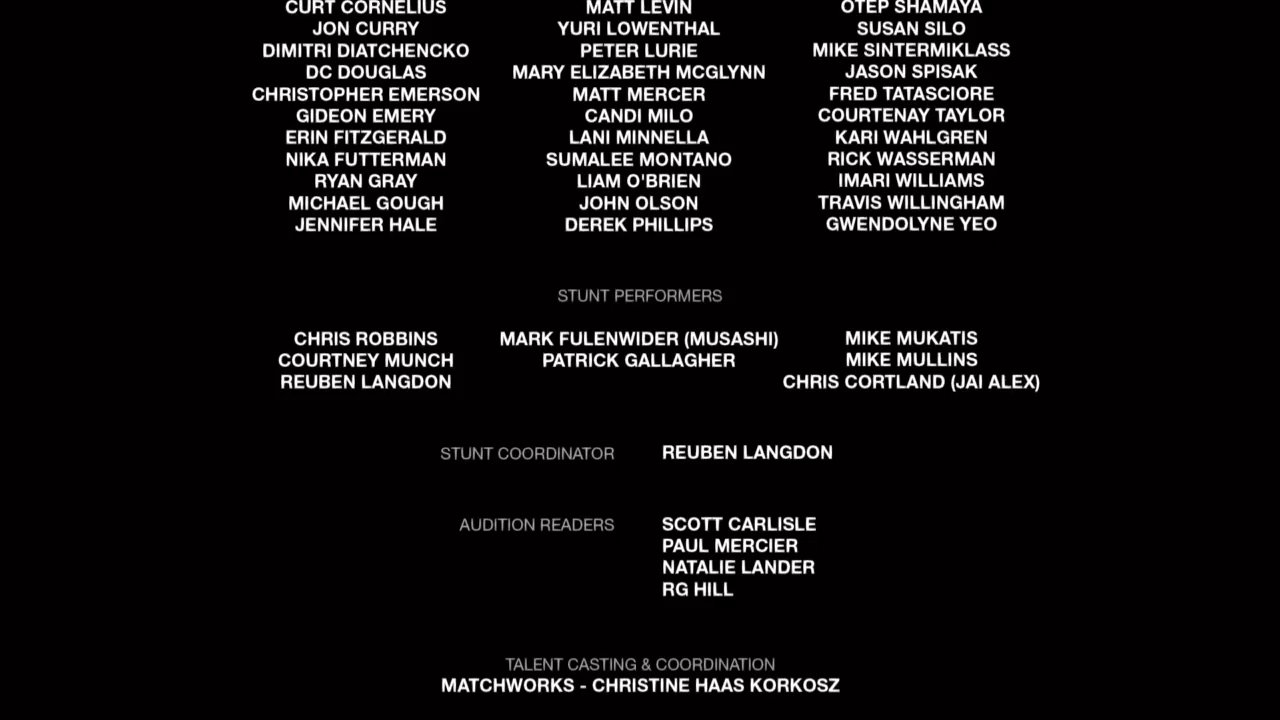 CURT CORNELIUS MATT LEVIN OTEP SHAMAYA
JON CURRY YURI LOWENTHAL SUSAN SILO
DIMITRI DIATCHENCKO PETER LURIE MIKE SINTERMIKLASS
DC DOUGLAS MARY ELIZABETH MCGLYNN JASON SPISAK
CHRISTOPHER EMERSON MATT MERCER FRED TATASCIORE
GIDEON EMERY CANDI MILO COURTENAY TAYLOR
ERIN FITZGERALD LANI MINNELLA KARI WAHLGREN
NIKA FUTTERMAN SUMALEE MONTANO RICK WASSERMAN
RYAN GRAY LIAM O'BRIEN IMARI WILLIAMS
MICHAEL GOUGH JOHN OLSON TRAVIS WILLINGHAM
JENNIFER HALE DEREK PHILLIPS GWENDOLYNE YEO
STUNT PERFORMERS
CHRIS ROBBINS MARK FULENWIDER (MUSASHI) MIKE MUKATIS
COURTNEY MUNCH PATRICK GALLAGHER MIKE MULLINS
REUBEN LANGDON CHRIS CORTLAND (JAI ALEX)
STUNT COORDINATOR REUBEN LANGDON
AUDITION READERS SCOTT CARLISLE
PAUL MERCIER
NATALIE LANDER
RG HILL
TALENT CASTING & COORDINATION
MATCHWORKS - CHRISTINE HAAS KORKOSZ